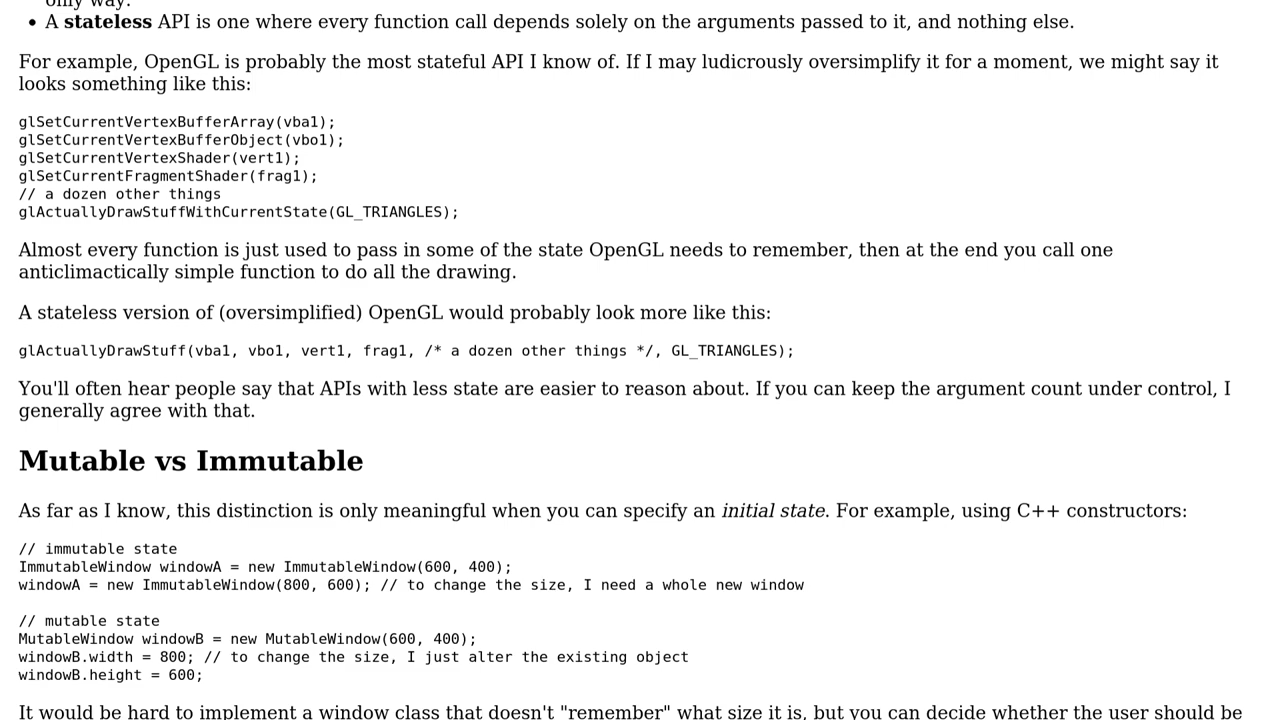 only way.
• A stateless API is one where every function call depends solely on the arguments passed to it, and nothing else.
For example, OpenGL is probably the most stateful API I know of. If I may ludicrously oversimplify it for a moment, we might say it
looks something like this:
glSetCurrentVertexBufferArray(vba1);
glSetCurrentVertexBufferObject(vbo1);
glSetCurrentVertexShader(vert1);
glSetCurrentFragmentShader(frag1);
// a dozen other things
glActuallyDrawStuffWithCurrentState(GL_TRIANGLES);
Almost every function is just used to pass in some of the state OpenGL needs to remember, then at the end you call one
anticlimactically simple function to do all the drawing.
A stateless version of (oversimplified) OpenGL would probably look more like this:
glActuallyDrawStuff(vba1, vbo1, vert1, frag1, /* a dozen other things */, GL_TRIANGLES);
You'll often hear people say that APIs with less state are easier to reason about. If you can keep the argument count under control, I
generally agree with that.
Mutable vs Immutable
As far as I know, this distinction is only meaningful when you can specify an initial state. For example, using C++ constructors:
// immutable state
ImmutableWindow windowA = new ImmutableWindow(600, 400);
windowA = new ImmutableWindow(800, 600); // to change the size, I need a whole new window
// mutable state
MutableWindow windowB = new MutableWindow(600, 400);
windowB.width = 800; // to change the size, I just alter the existing object
windowB.height = 600;
It would be hard to implement a window class that doesn't "remember" what size it is, but you can decide whether the user should be